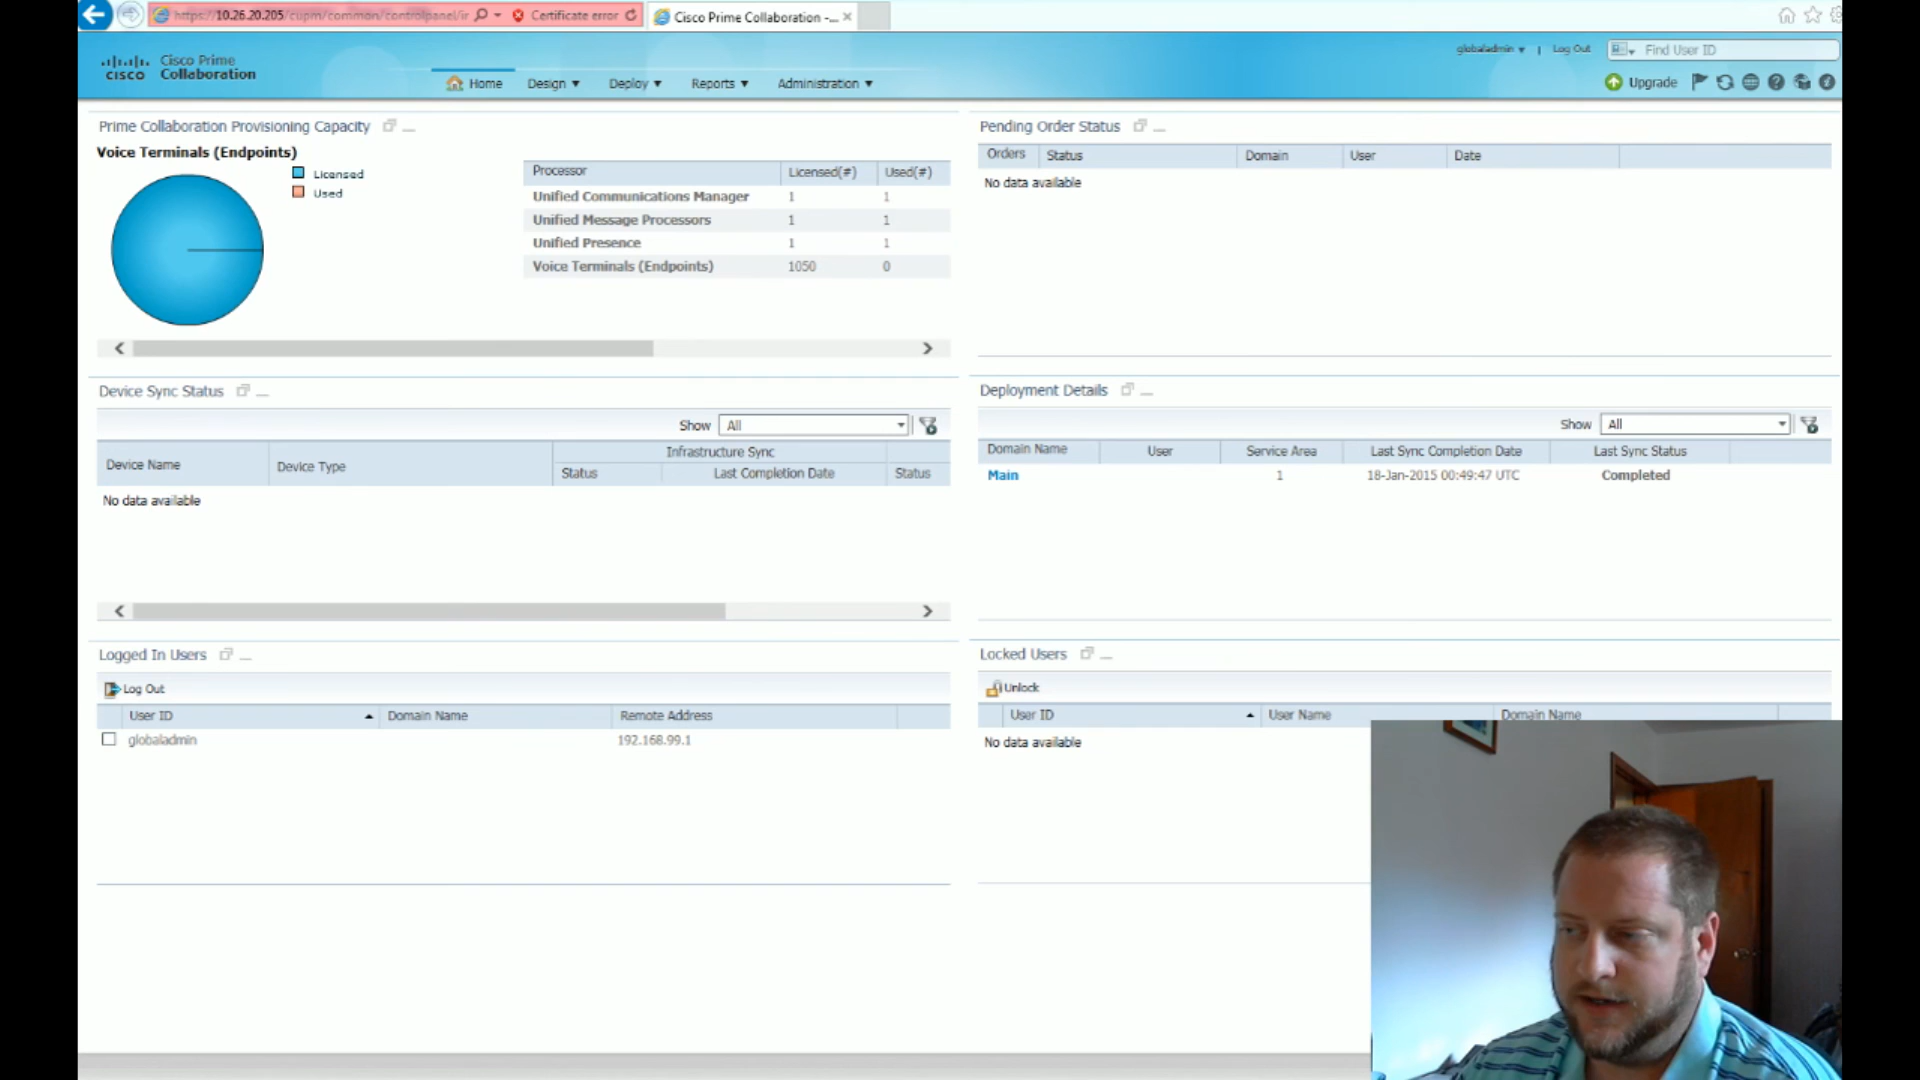 https://10.26.20.205/cupm/common/controlpanel/ir
Certificate error
Cisco Prime Collaboration -...
globaladmin
Log Out
Find User ID
cisco
Cisco Prime
Collaboration
Home
Design
Deploy
Reports
Administration
Upgrade
Prime Collaboration Provisioning Capacity
Voice Terminals (Endpoints)
Licensed
Used
Processor Licensed(#) Used(#)
Unified Communications Manager 1 1
Unified Message Processors 1 1
Unified Presence 1 1
Voice Terminals (Endpoints) 1050 0
Pending Order Status
Orders Status Domain User Date
No data available
Device Sync Status
Show All
Device Name Device Type Infrastructure Sync
Status Last Completion Date Status
No data available
Deployment Details
Show All
Domain Name User Service Area Last Sync Completion Date Last Sync Status
Main 1 18-Jan-2015 00:49:47 UTC Completed
Logged In Users
Log Out
User ID Domain Name Remote Address
globaladmin 192.168.99.1
Locked Users
Unlock
User ID User Name Domain Name
No data available